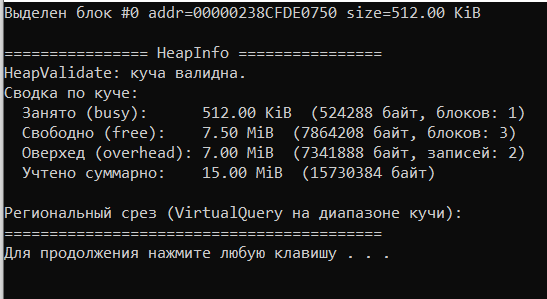 Выделен блок #0 addr=00000238CFDE0750 size=512.00 KiB
================ HeapInfo ================
HeapValidate: куча валидна.
Сводка по куче:
Занято (busy): 512.00 KiB (524288 байт, блоков: 1)
Свободно (free): 7.50 MiB (7864208 байт, блоков: 3)
Оверхед (overhead): 7.00 MiB (7341888 байт, записей: 2)
Учтено суммарно: 15.00 MiB (15730384 байт)
Региональный срез (VirtualQuery на диапазоне кучи):
==========================================
Для продолжения нажмите любую клавишу . . .